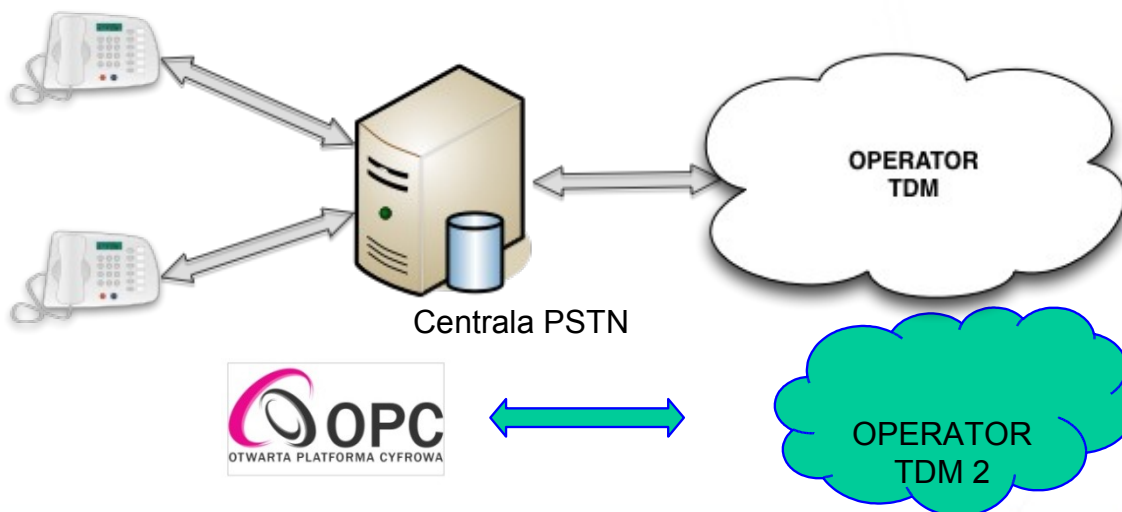 OPERATOR
TDM
Centrala PSTN
OPC
OTWARTA PLATFORMA CYFROWA
OPERATOR
TDM 2